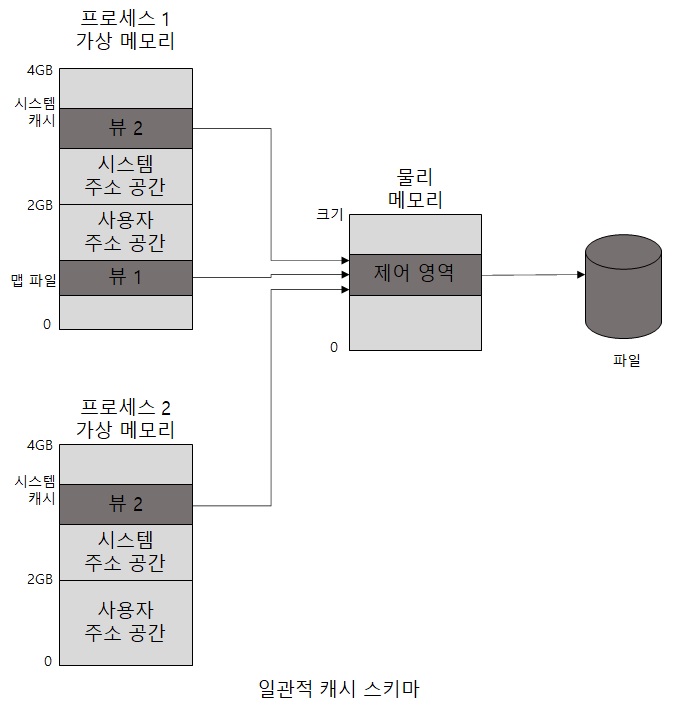 프로세스 1
가상 메모리
4GB
시스템
캐시
뷰 2
시스템
주소 공간
2GB
사용자
주소 공간
맵 파일
뷰 1
0
물리
메모리
크기
제어 영역
0
파일
프로세스 2
가상 메모리
4GB
시스템
캐시
뷰 2
시스템
주소 공간
2GB
사용자
주소 공간
0
일관적 캐시 스키마